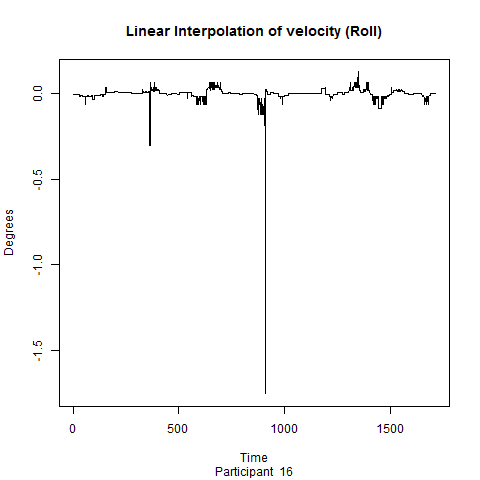 Linear Interpolation of velocity (Roll)
Degrees
0.0
-0.5
-1.0
-1.5
0
500
1000
1500
Time
Participant  16